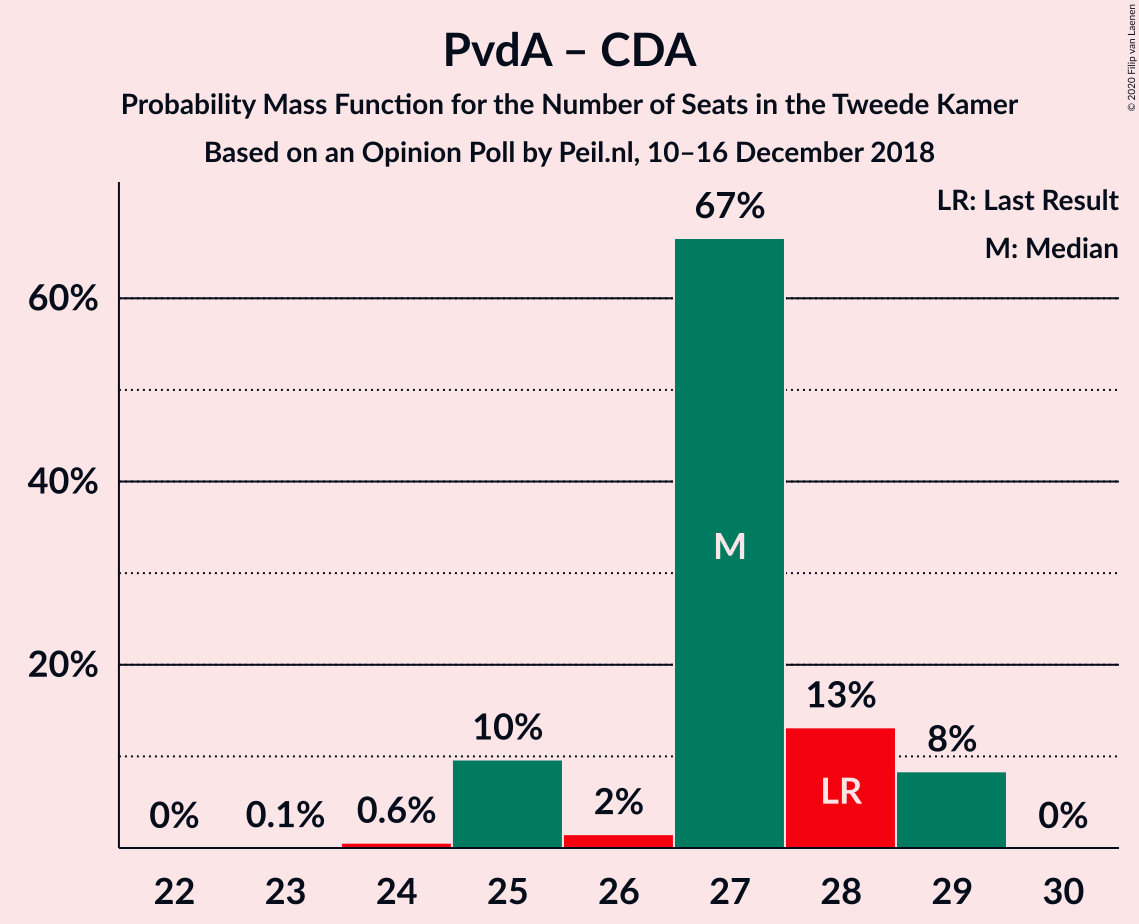 PvdA – CDA
Probability Mass Function for the Number of Seats in the Tweede Kamer
Based on an Opinion Poll by Peil.nl, 10–16 December 2018
© 2020 Filip van Laenen
LR: Last Result
M: Median
60%
40%
20%
0%
0.1%
0.6%
10%
2%
67%
13%
8%
0%
M
LR
22 23 24 25 26 27 28 29 30